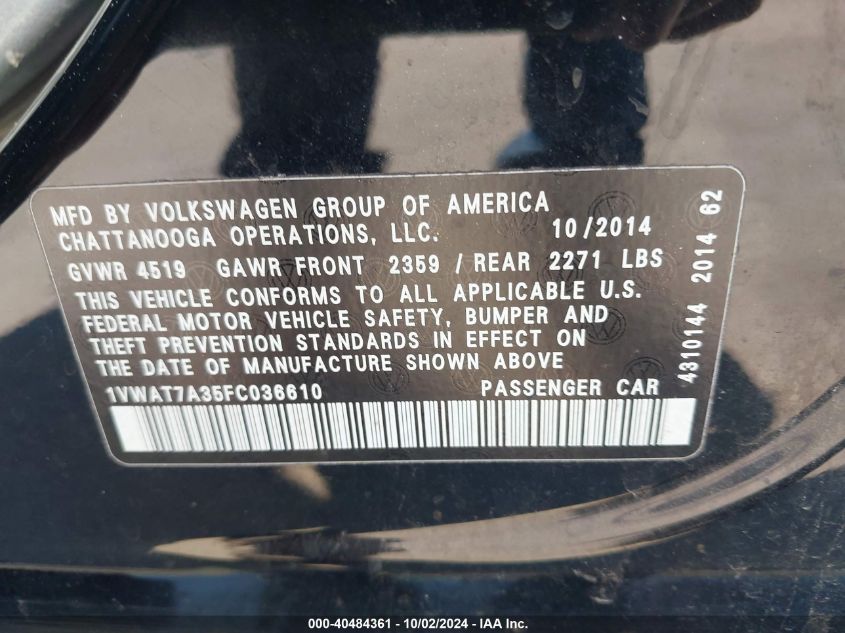 MFD BY VOLKSWAGEN GROUP OF AMERICA
CHATTANOOGA OPERATIONS, LLC. 10/2014
GVWR 4519 GAWR FRONT 2359 / REAR 2271 LBS
THIS VEHICLE CONFORMS TO ALL APPLICABLE U.S.
FEDERAL MOTOR VEHICLE SAFETY, BUMPER AND
THEFT PREVENTION STANDARDS IN EFFECT ON
THE DATE OF MANUFACTURE SHOWN ABOVE
1VWAT7A35FC036610 PASSENGER CAR
4310144 2014 62
000-40484361 - 10/02/2024 - IAA Inc.